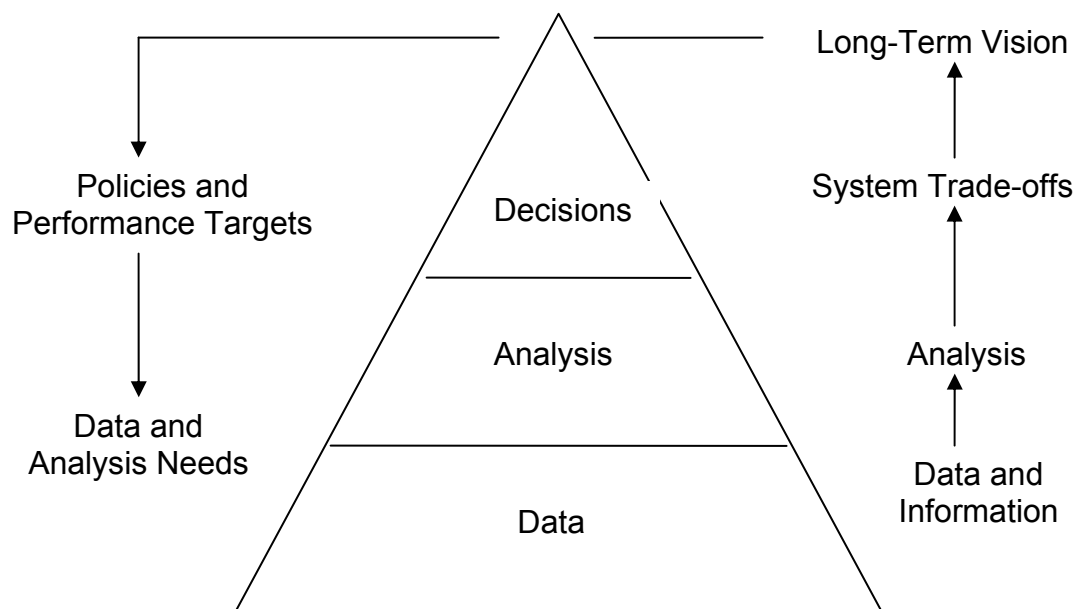 Long-Term Vision
Policies and
Performance Targets
System Trade-offs
Decisions
Analysis
Analysis
Data and
Analysis Needs
Data and
Information
Data